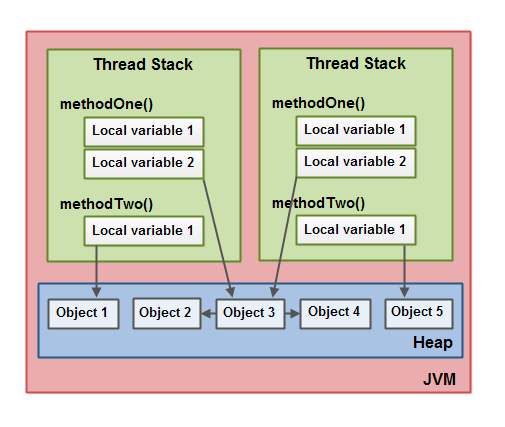 Thread Stack
methodOne()
Local variable 1
Local variable 2
methodTwo()
Local variable 1
Thread Stack
methodOne()
Local variable 1
Local variable 2
methodTwo()
Local variable 1
Object 1
Object 2
Object 3
Object 4
Object 5
Heap
JVM